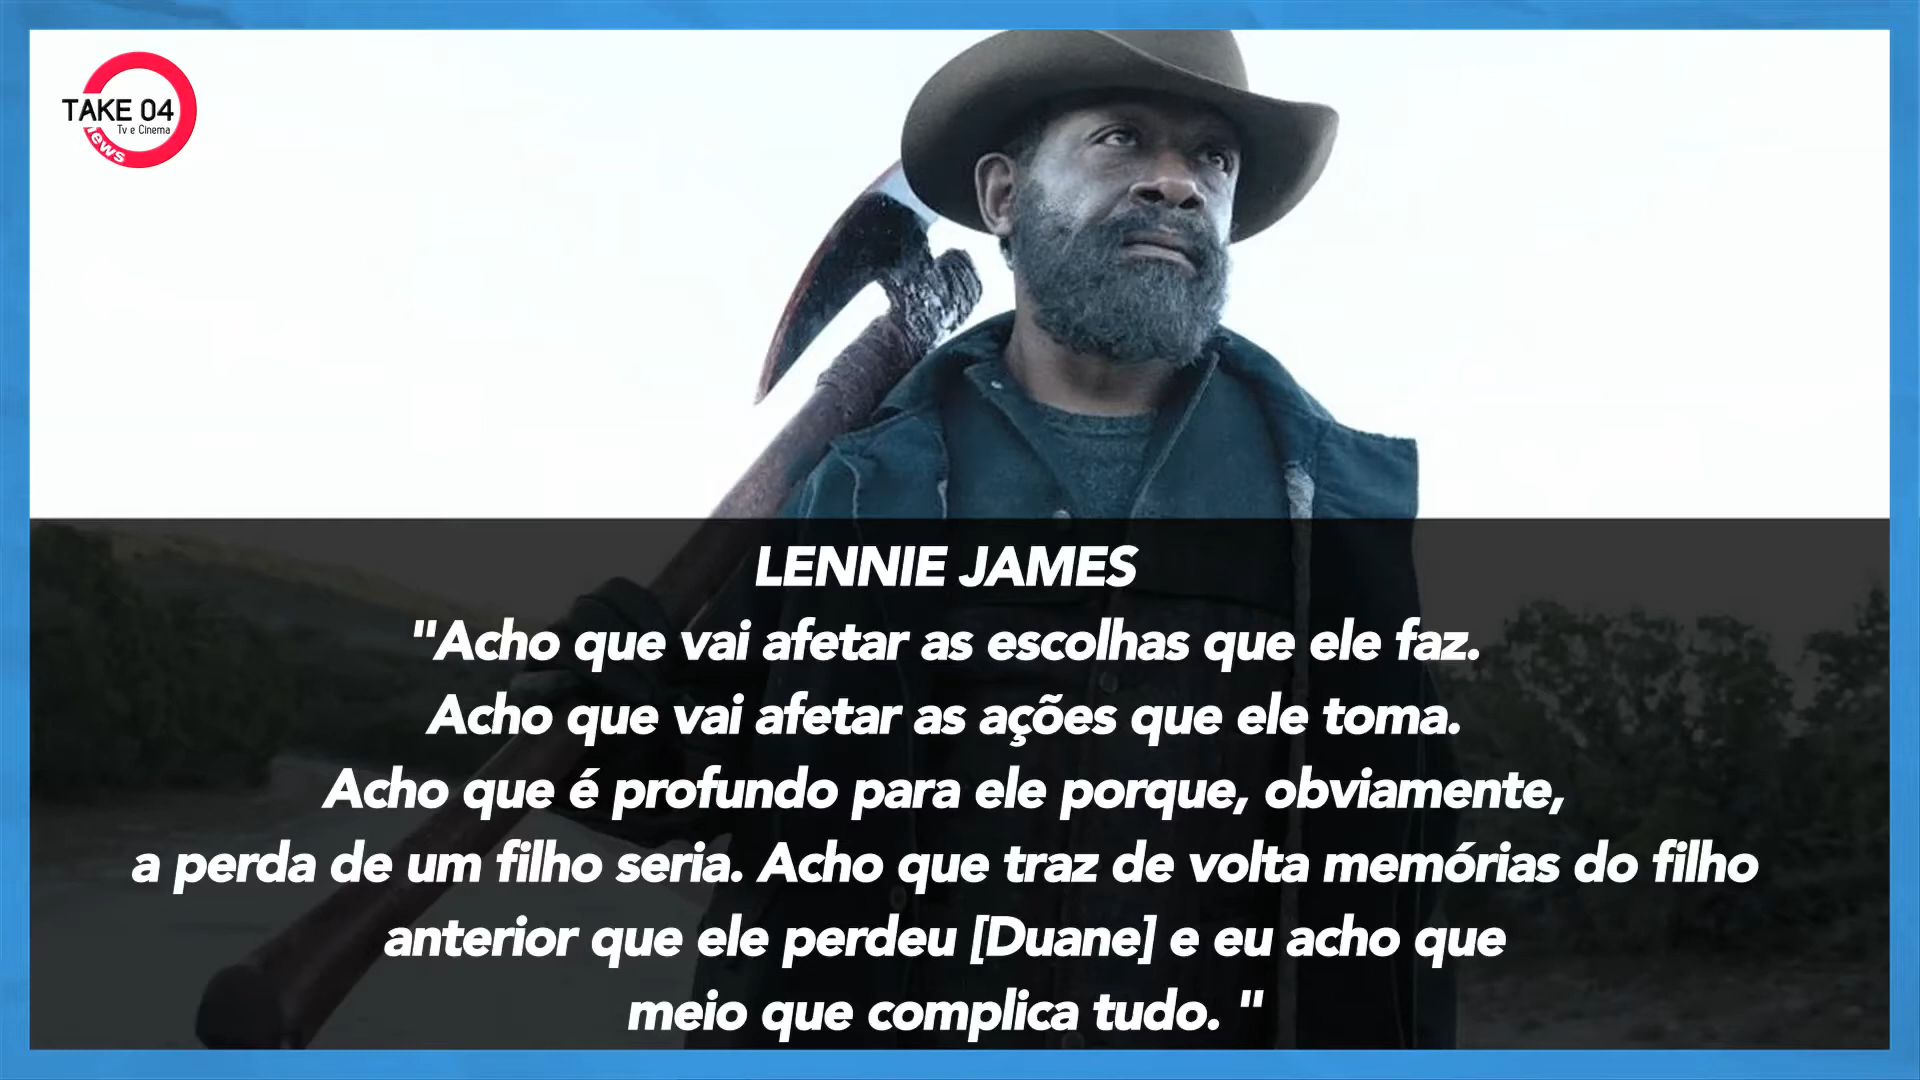 TAKE 04
Tv e Cinema
News
LENNIE JAMES
"Acho que vai afetar as escolhas que ele faz.
Acho que vai afetar as ações que ele toma.
Acho que é profundo para ele porque, obviamente,
a perda de um filho seria. Acho que traz de volta memórias do filho
anterior que ele perdeu [Duane] e eu acho que
meio que complica tudo. "